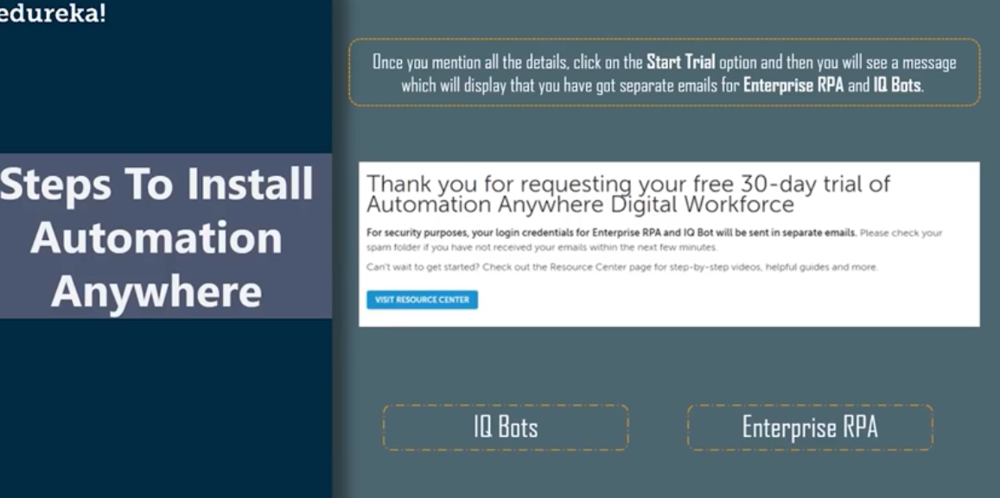 edureka!
Steps To Install
Automation
Anywhere
Once you mention all the details, click on the Start Trial option and then you will see a message
which will display that you have got separate emails for Enterprise RPA and IQ Bots.
Thank you for requesting your free 30-day trial of
Automation Anywhere Digital Workforce
For security purposes, your login credentials for Enterprise RPA and IQ Bot will be sent in separate emails. Please check your
spam folder if you have not received your emails within the next few minutes.
Can't wait to get started? Check out the Resource Center page for step-by-step videos, helpful guides and more.
VISIT RESOURCE CENTER
IQ Bots
Enterprise RPA